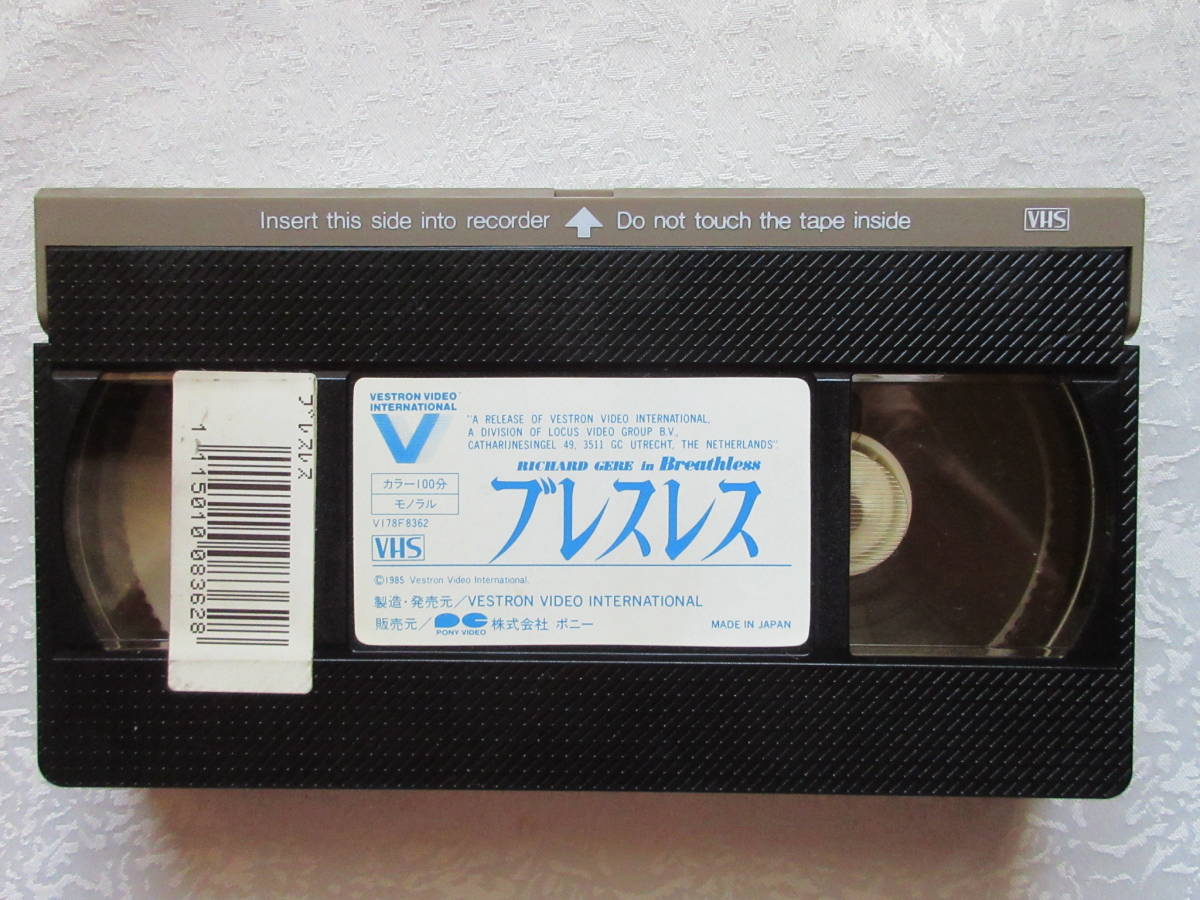 Insert this side into recorder Do not touch the tape inside VHS
ブレスレス
1 115010 083628
VESTRON VIDEO
INTERNATIONAL
V
"A RELEASE OF VESTRON VIDEO INTERNATIONAL,
A DIVISION OF LOCUS VIDEO GROUP B.V.,
CATHARIJNESINGEL 49, 3511 GC UTRECHT, THE NETHERLANDS".
RICHARD GERE in Breathless
ブレスレス
カラー100分
モノラル
V178F8362
VHS
©1985 Vestron Video International.
製造・発売元/VESTRON VIDEO INTERNATIONAL
販売元/PC 株式会社 ポニー
PONY VIDEO
MADE IN JAPAN